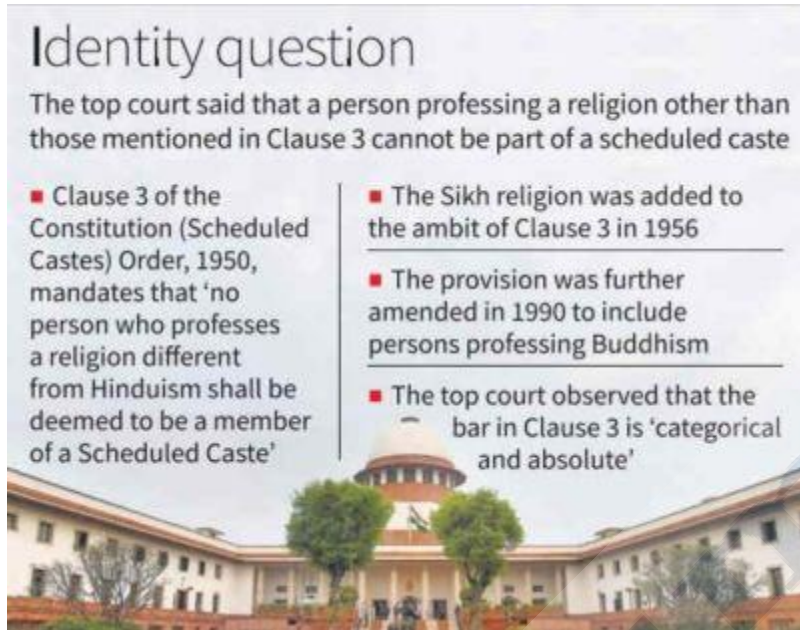 Identity question
The top court said that a person professing a religion other than
those mentioned in Clause 3 cannot be part of a scheduled caste
■ Clause 3 of the
Constitution (Scheduled
Castes) Order, 1950,
mandates that ‘no
person who professes
a religion different
from Hinduism shall be
deemed to be a member
of a Scheduled Caste’
■ The Sikh religion was added to
the ambit of Clause 3 in 1956
■ The provision was further
amended in 1990 to include
persons professing Buddhism
■ The top court observed that the
bar in Clause 3 is ‘categorical
and absolute’